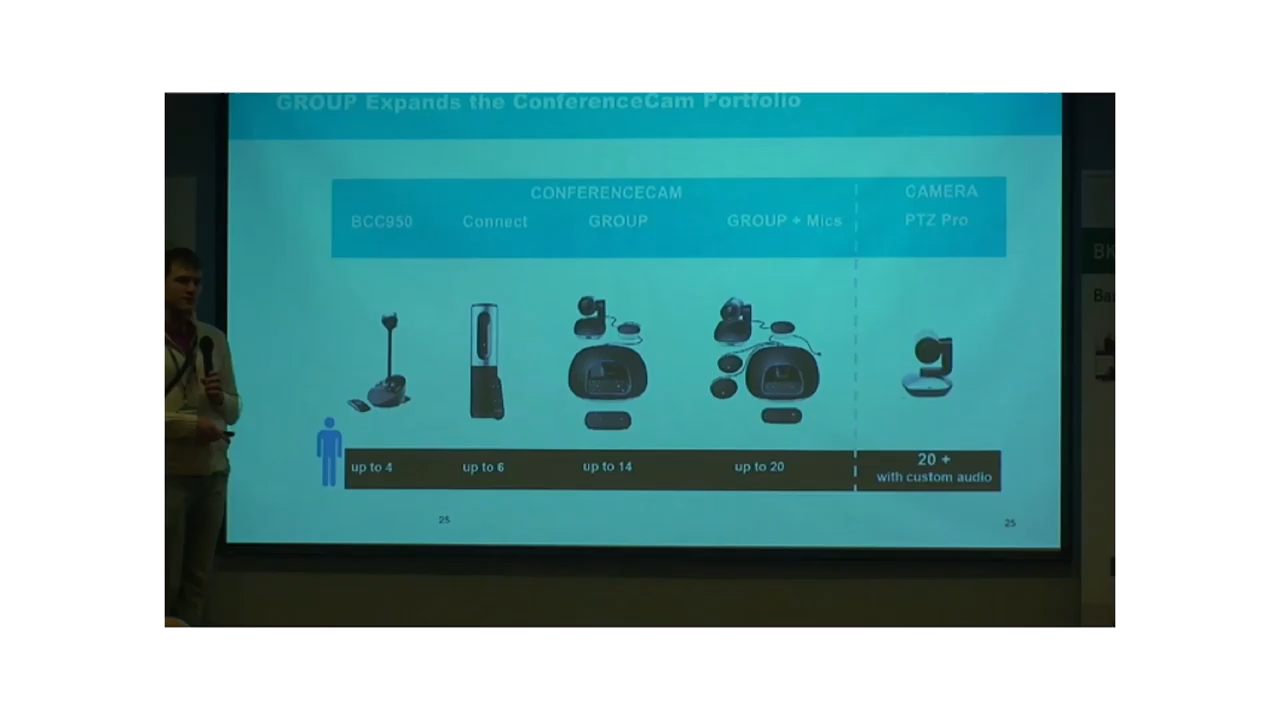 GROUP Expands the ConferenceCam Portfolio
CONFERENCECAM CAMERA
BCC950 Connect GROUP GROUP + Mics PTZ Pro
up to 4 up to 6 up to 14 up to 20 20 +
with custom audio
25 25